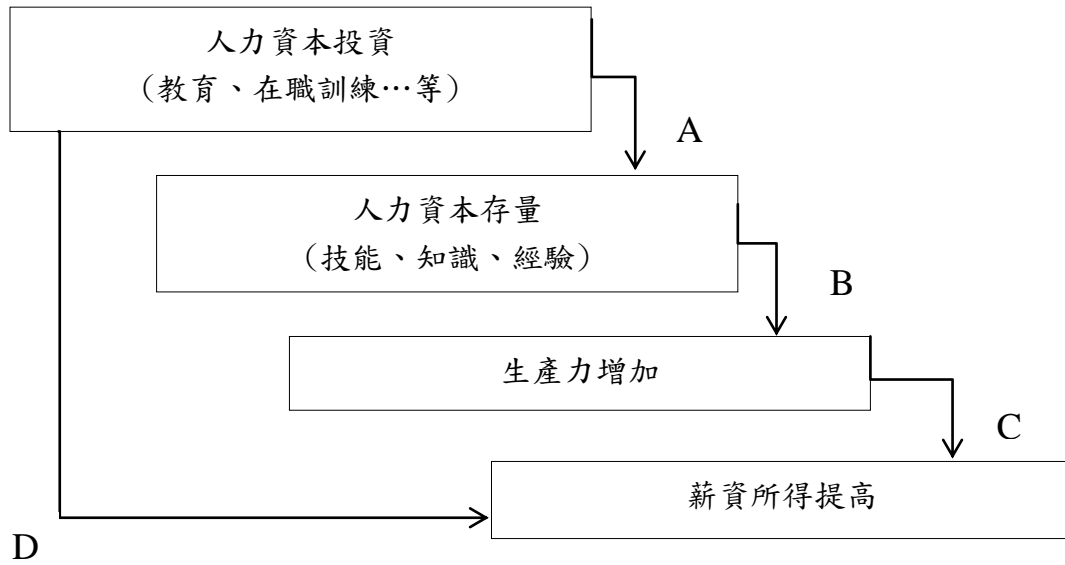 人力資本投資
（教育、在職訓練…等）
A
人力資本存量
（技能、知識、經驗）
B
生產力增加
C
薪資所得提高
D